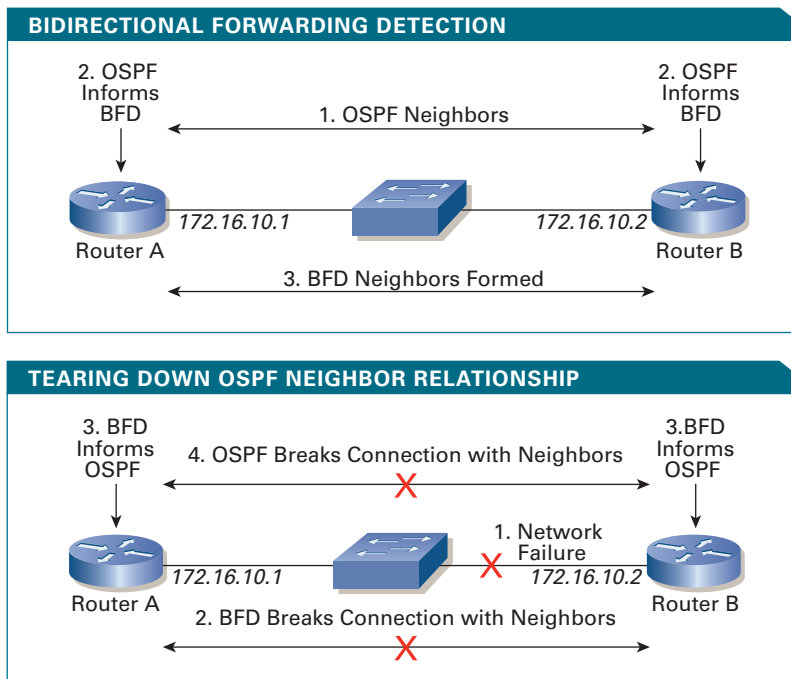 BIDIRECTIONAL FORWARDING DETECTION
2. OSPF
Informs
BFD
1. OSPF Neighbors
2. OSPF
Informs
BFD
172.16.10.1
172.16.10.2
Router A
Router B
3. BFD Neighbors Formed
TEARING DOWN OSPF NEIGHBOR RELATIONSHIP
3. BFD
Informs
OSPF
4. OSPF Breaks Connection with Neighbors
3.BFD
Informs
OSPF
1. Network
Failure
172.16.10.1
172.16.10.2
Router A
Router B
2. BFD Breaks Connection with Neighbors